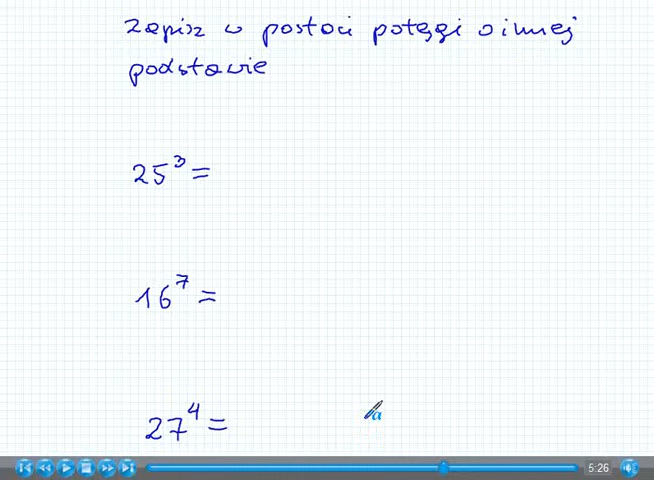 Zapisz w postaci potęgi o innej
podstawie
25³ =
16⁷ =
27⁴ =
5:26